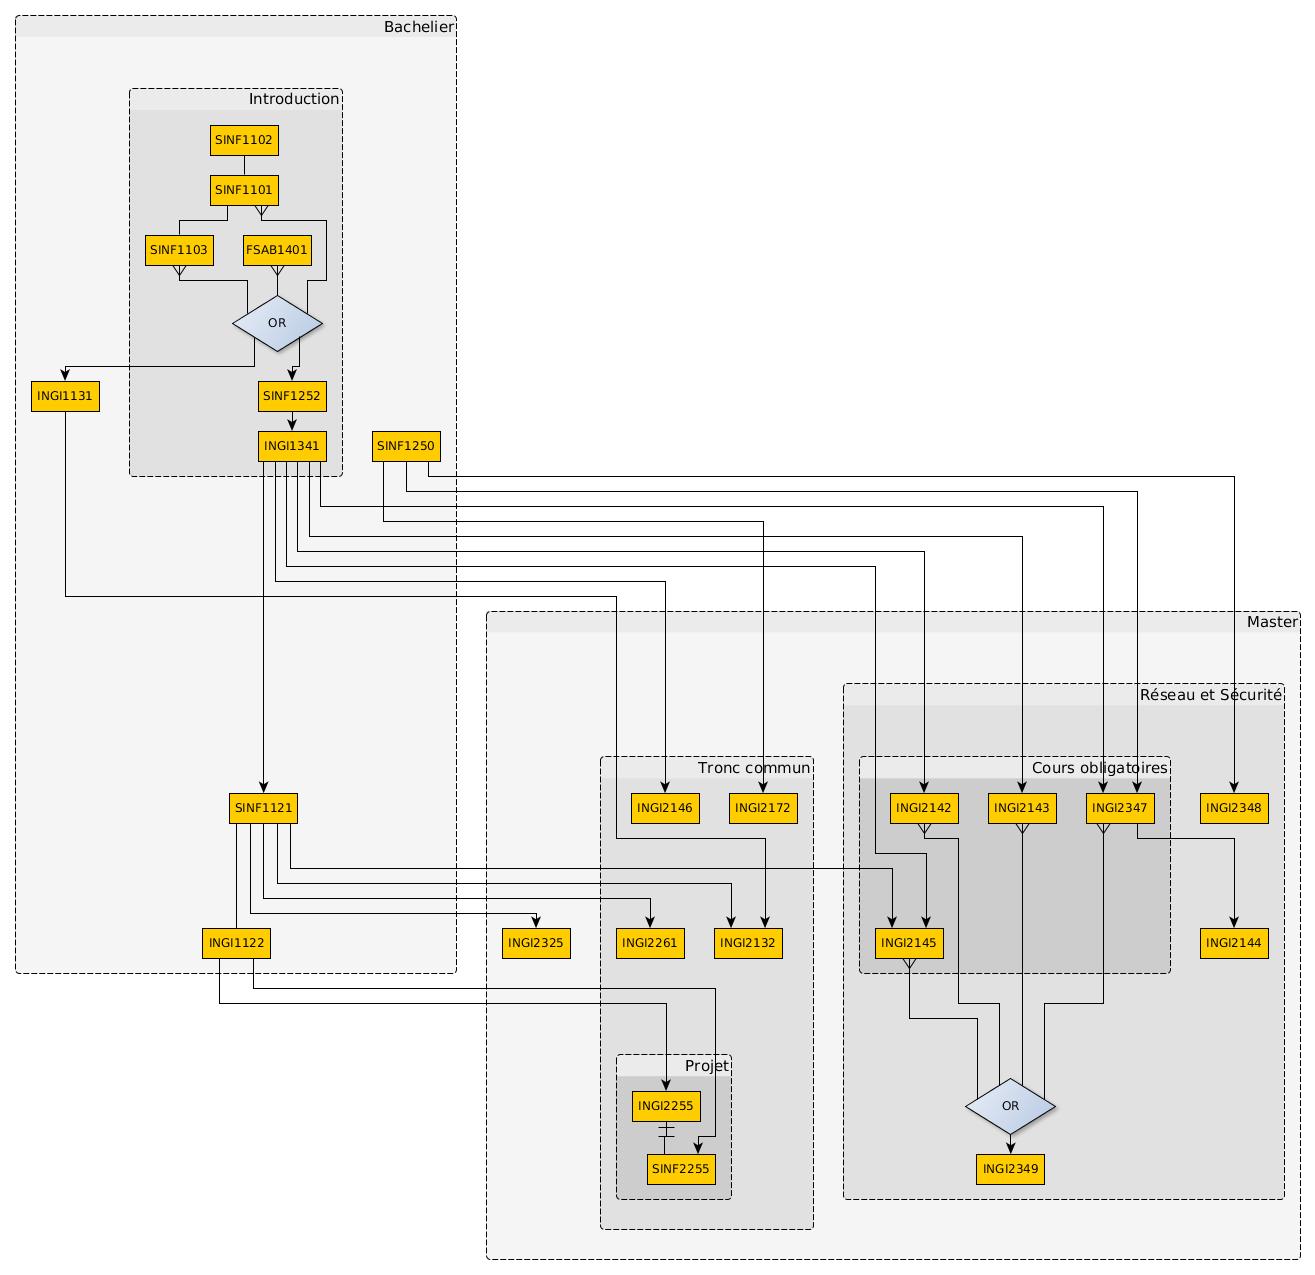 Bachelier
Introduction
SINF1102
SINF1101
SINF1103
FSAB1401
OR
INGI1131
SINF1252
INGI1341
SINF1250
Master
Réseau et Sécurité
Tronc commun
Cours obligatoires
SINF1121
INGI2146
INGI2172
INGI2142
INGI2143
INGI2347
INGI2348
INGI1122
INGI2325
INGI2261
INGI2132
INGI2145
INGI2144
Projet
INGI2255
OR
SINF2255
INGI2349